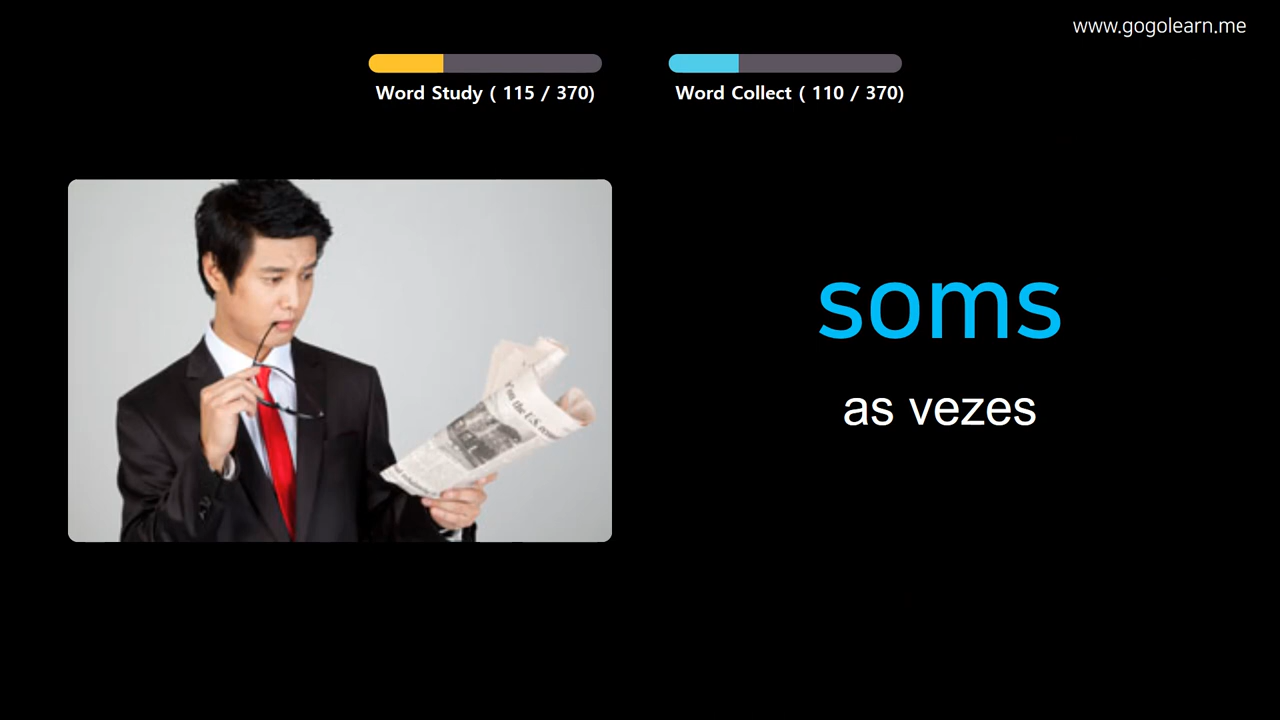 www.gogolearn.me
Word Study ( 115 / 370)
Word Collect ( 110 / 370)
soms
as vezes